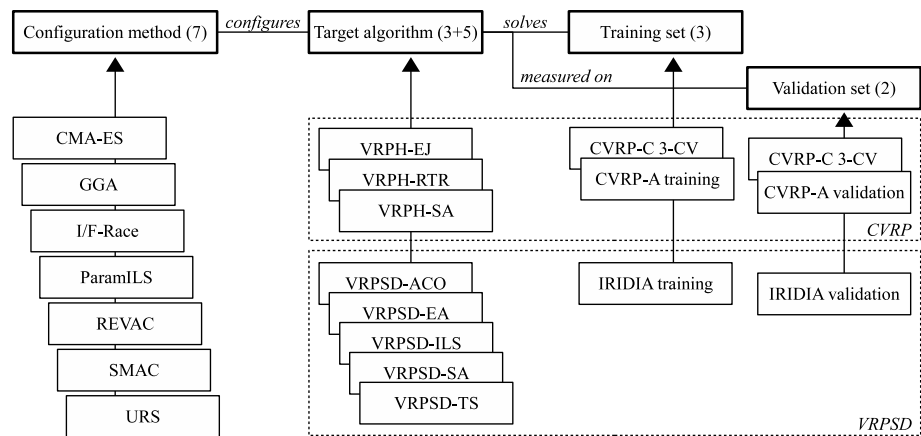 Configuration method (7)
configures
Target algorithm (3+5)
solves
Training set (3)
measured on
Validation set (2)
CMA-ES
GGA
I/F-Race
ParamILS
REVAC
SMAC
URS
VRPH-EJ
VRPH-RTR
VRPH-SA
CVRP-C 3-CV
CVRP-A training
CVRP-C 3-CV
CVRP-A validation
CVRP
VRPSD-ACO
VRPSD-EA
VRPSD-ILS
VRPSD-SA
VRPSD-TS
IRIDIA training
IRIDIA validation
VRPSD